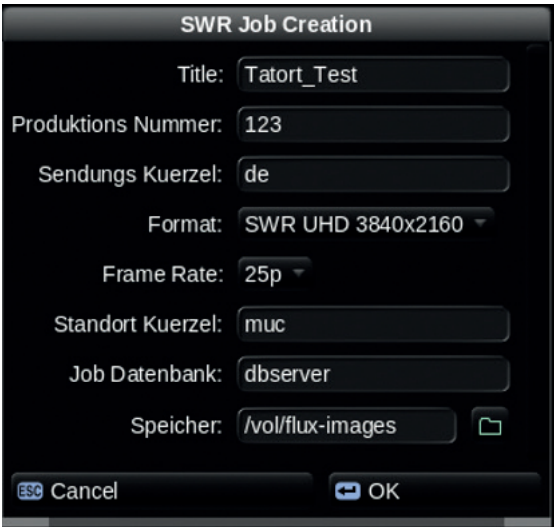 SWR Job Creation
Title: Tatort_Test
Produktions Nummer: 123
Sendungs Kuerzel: de
Format: SWR UHD 3840x2160
Frame Rate: 25p
Standort Kuerzel: muc
Job Datenbank: dbserver
Speicher: /vol/flux-images
ESC Cancel OK